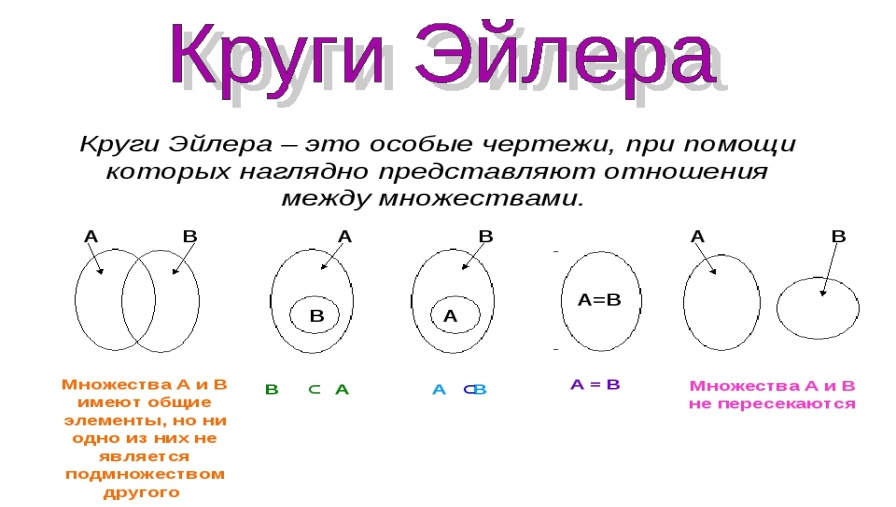 Круги Эйлера
Круги Эйлера – это особые чертежи, при помощи
которых наглядно представляют отношения
между множествами.
A B A B A B
B A A=B
Множества А и В
имеют общие
элементы, но ни
одно из них не
является
подмножеством
другого
B ⊂ A
A ⊂ B
A = B
Множества А и В
не пересекаются